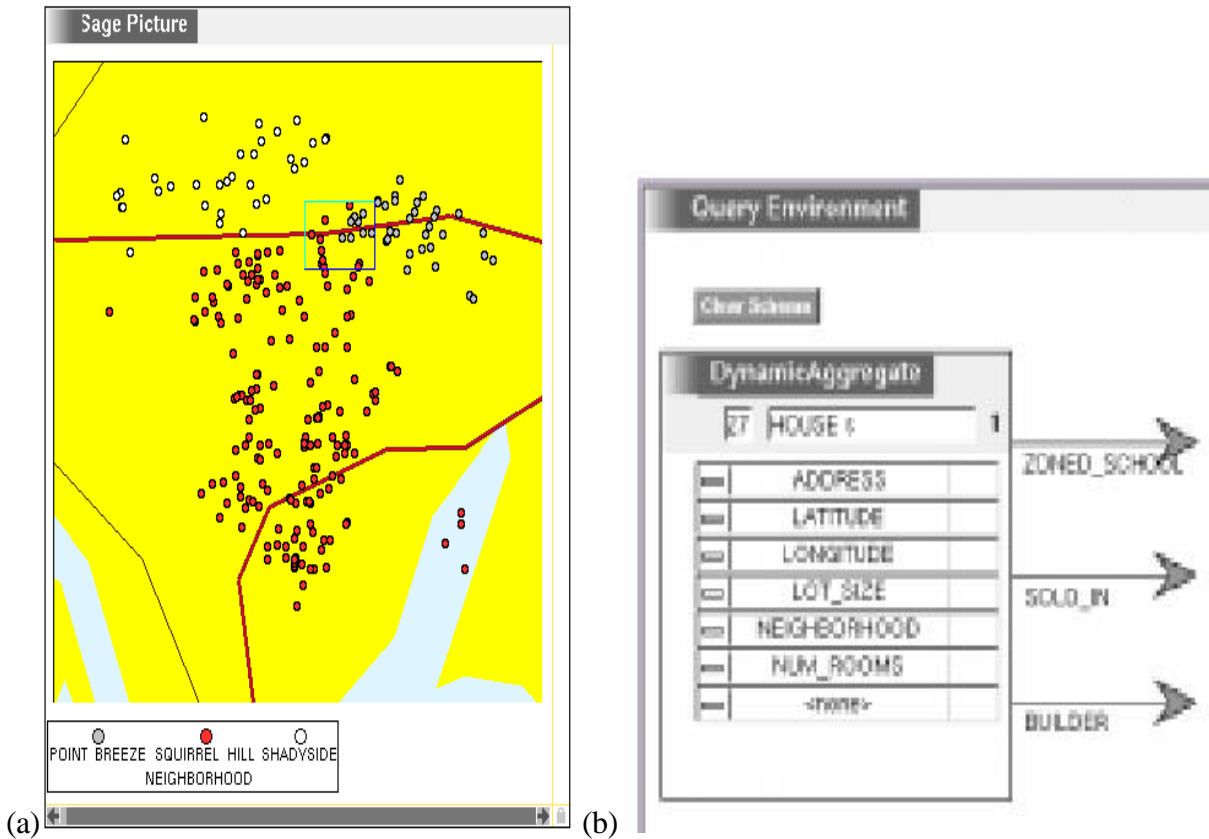 Sage Picture
POINT BREEZE SQUIRREL HILL SHADYSIDE
NEIGHBORHOOD
(a)
Query Environment
Clear Schema
DynamicAggregate
27 HOUSE s
ADDRESS
LATITUDE
LONGITUDE
LOT_SIZE
NEIGHBORHOOD
NUM_ROOMS
<none>
ZONED_SCHOOL
SOLD_IN
BUILDER
(b)